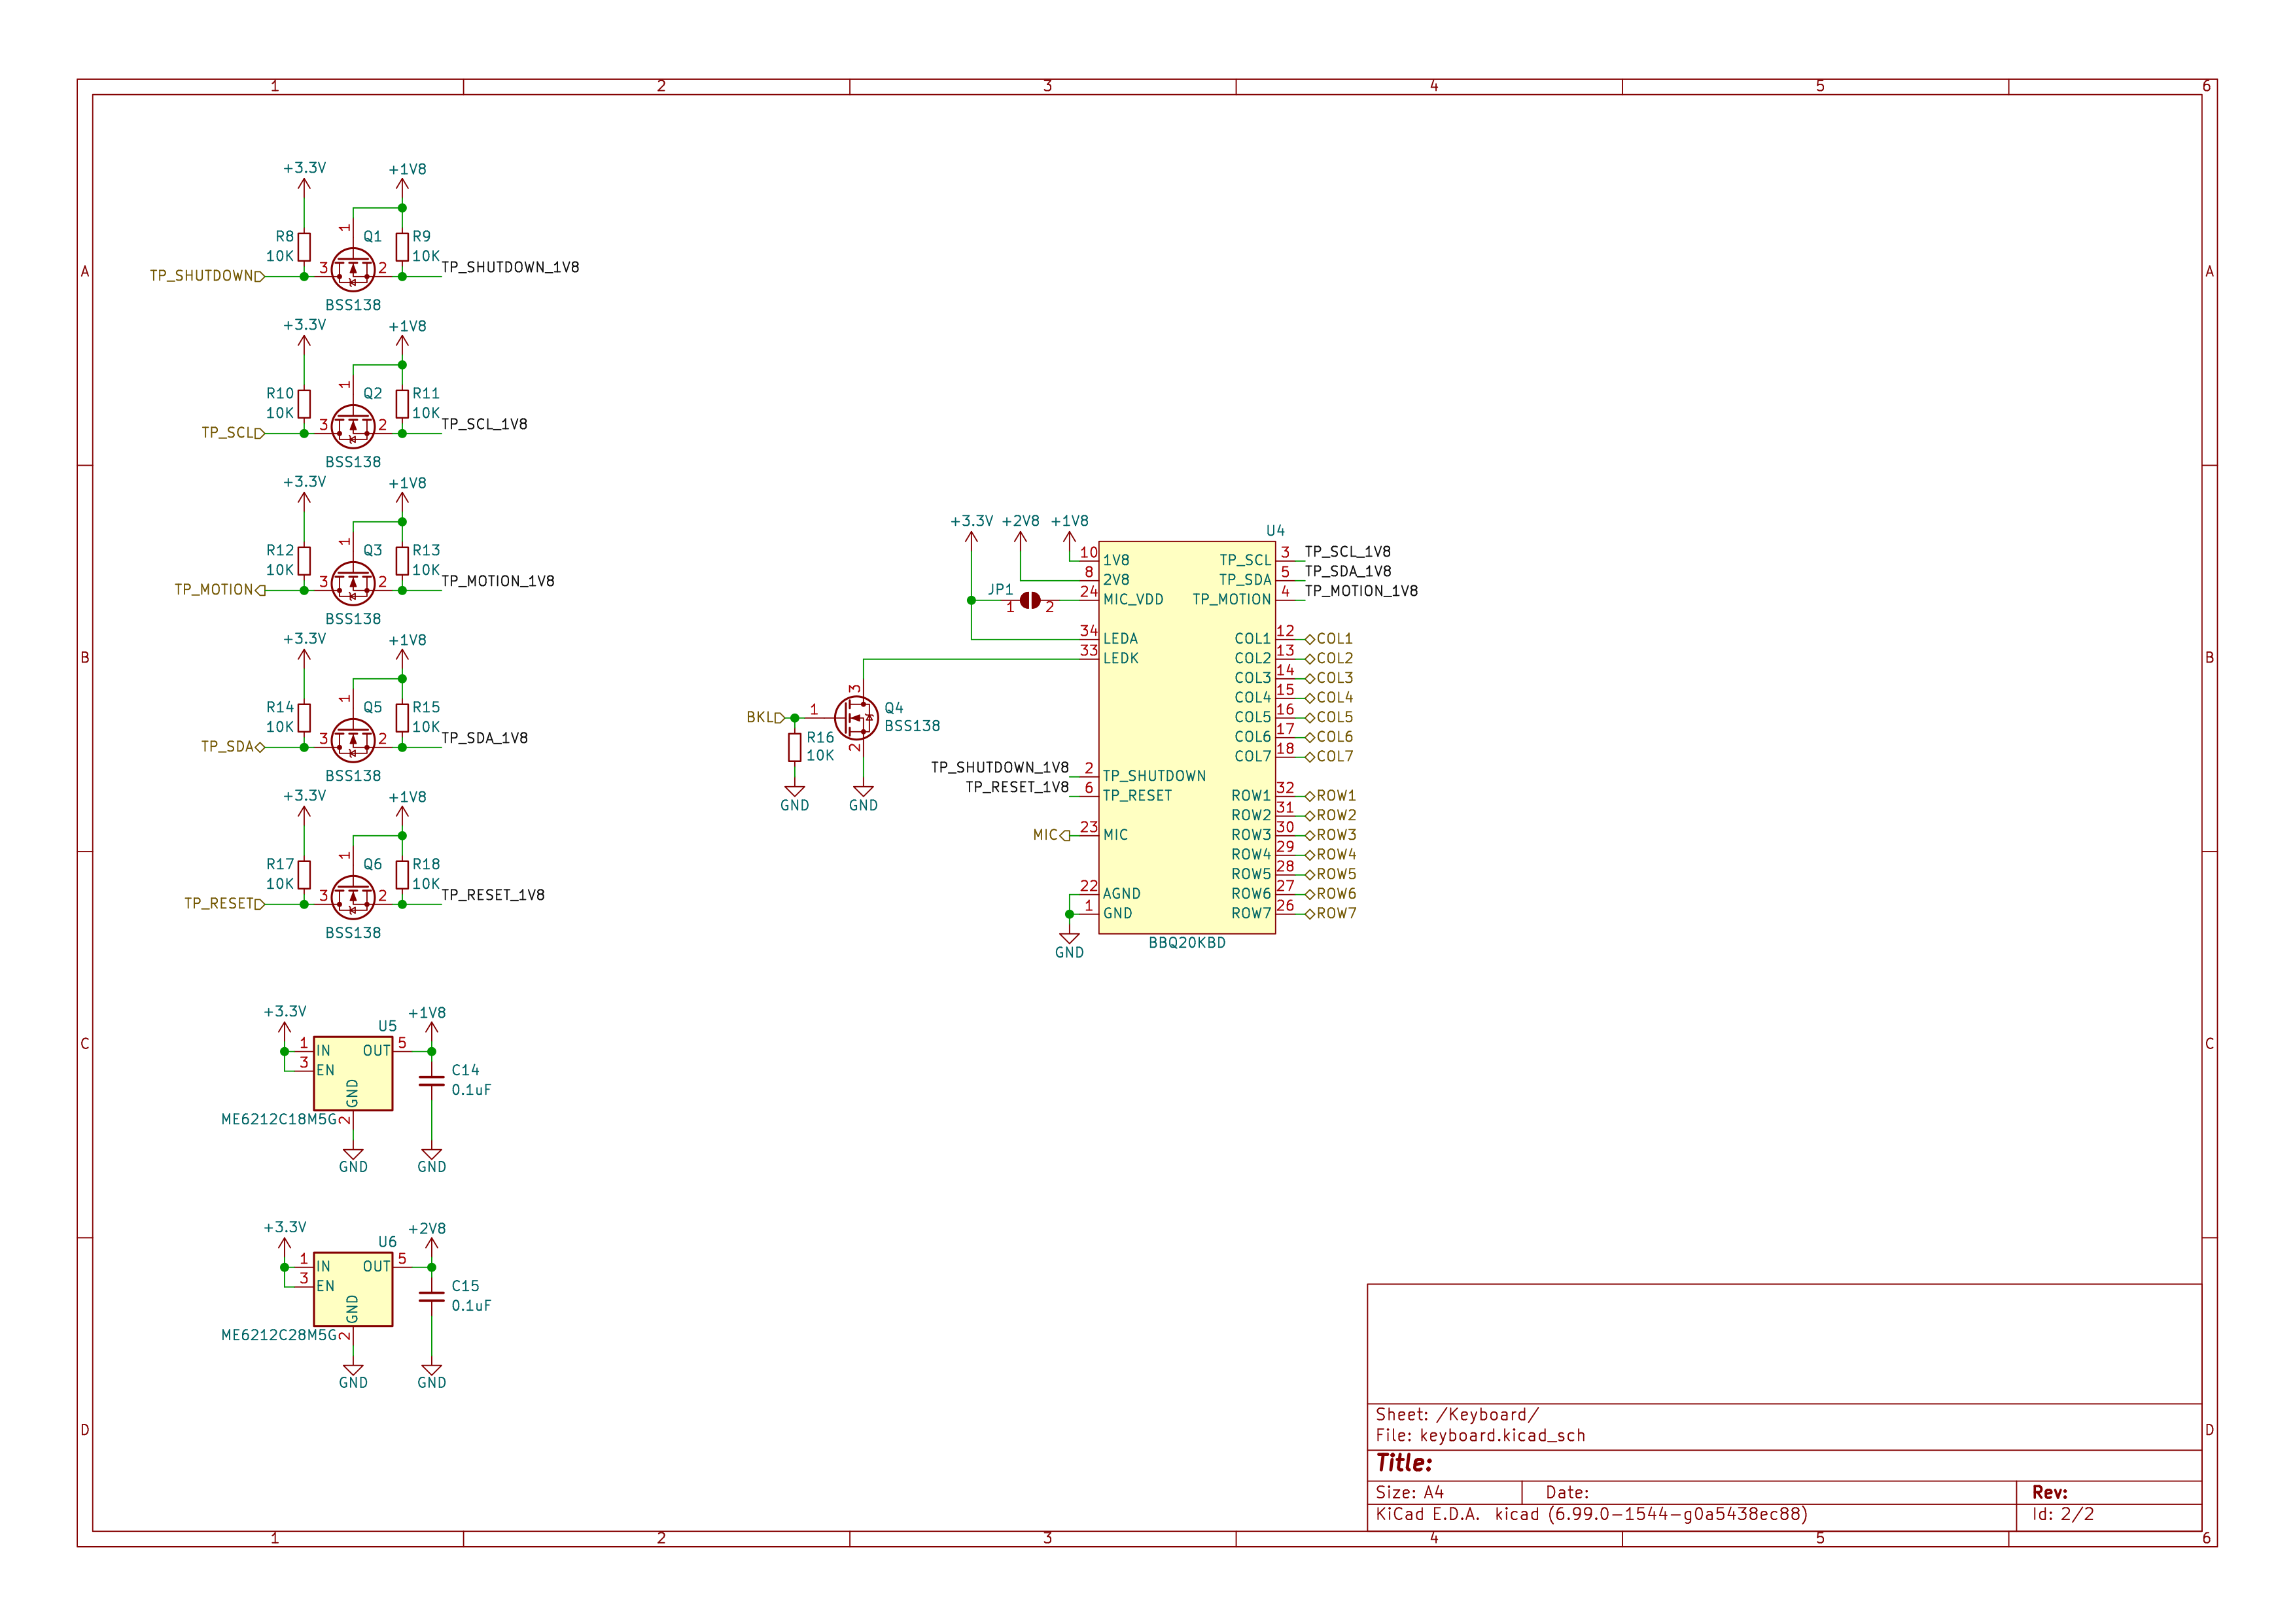 1 2 3 4 5 6
A
B
C
D
A
B
C
D
+3.3V +1V8
1
R8
10K
Q1
R9
10K
TP_SHUTDOWN
3 2
TP_SHUTDOWN_1V8
BSS138
+3.3V +1V8
1
R10
10K
Q2
R11
10K
TP_SCL
3 2
TP_SCL_1V8
BSS138
+3.3V +1V8
1
R12
10K
Q3
R13
10K
TP_MOTION
3 2
TP_MOTION_1V8
BSS138
+3.3V +1V8
1
R14
10K
Q5
R15
10K
TP_SDA
3 2
TP_SDA_1V8
BSS138
+3.3V +1V8
1
R17
10K
Q6
R18
10K
TP_RESET
3 2
TP_RESET_1V8
BSS138
+3.3V +1V8
U5
1 IN OUT 5
3 EN
GND
2
ME6212C18M5G
C14
0.1uF
GND GND
+3.3V +2V8
U6
1 IN OUT 5
3 EN
GND
2
ME6212C28M5G
C15
0.1uF
GND GND
+3.3V +2V8 +1V8
U4
JP1
1 2
10 1V8
8 2V8
24 MIC_VDD
34 LEDA
33 LEDK
BKL
1
3
2
Q4
BSS138
R16
10K
GND GND
TP_SHUTDOWN_1V8
2 TP_SHUTDOWN
TP_RESET_1V8
6 TP_RESET
MIC
23 MIC
22 AGND
1 GND
GND
TP_SCL 3 TP_SCL_1V8
TP_SDA 5 TP_SDA_1V8
TP_MOTION 4 TP_MOTION_1V8
COL1 12 COL1
COL2 13 COL2
COL3 14 COL3
COL4 15 COL4
COL5 16 COL5
COL6 17 COL6
COL7 18 COL7
ROW1 32 ROW1
ROW2 31 ROW2
ROW3 30 ROW3
ROW4 29 ROW4
ROW5 28 ROW5
ROW6 27 ROW6
ROW7 26 ROW7
BBQ20KBD
Sheet: /Keyboard/
File: keyboard.kicad_sch
Title:
Size: A4 Date: Rev:
KiCad E.D.A. kicad (6.99.0-1544-g0a5438ec88) Id: 2/2
1 2 3 4 5 6